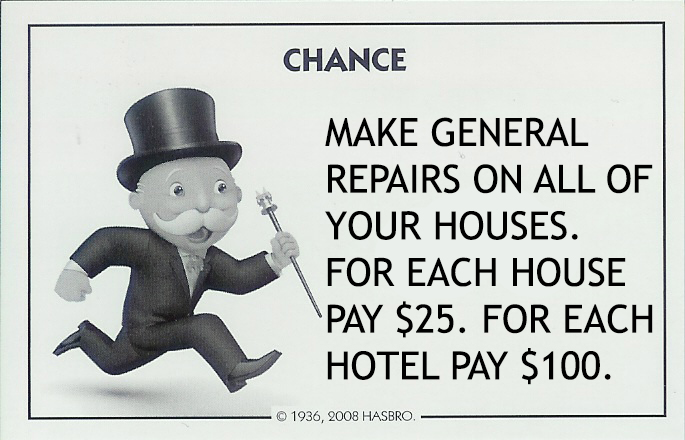 CHANCE
MAKE GENERAL
REPAIRS ON ALL OF
YOUR HOUSES.
FOR EACH HOUSE
PAY $25. FOR EACH
HOTEL PAY $100.
© 1936, 2008 HASBRO.